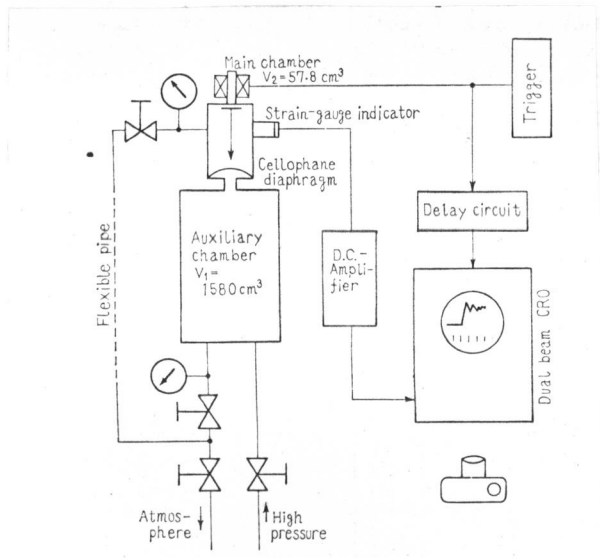 Main chamber
V₂=57·8 cm³
Strain-gauge indicator
Trigger
Cellophane
diaphragm
Delay circuit
Flexible pipe
Auxiliary
chamber
V₁=
1580cm³
D.C.-
Ampli-
fier
Dual beam CRO
Atmos-
phere
High
pressure